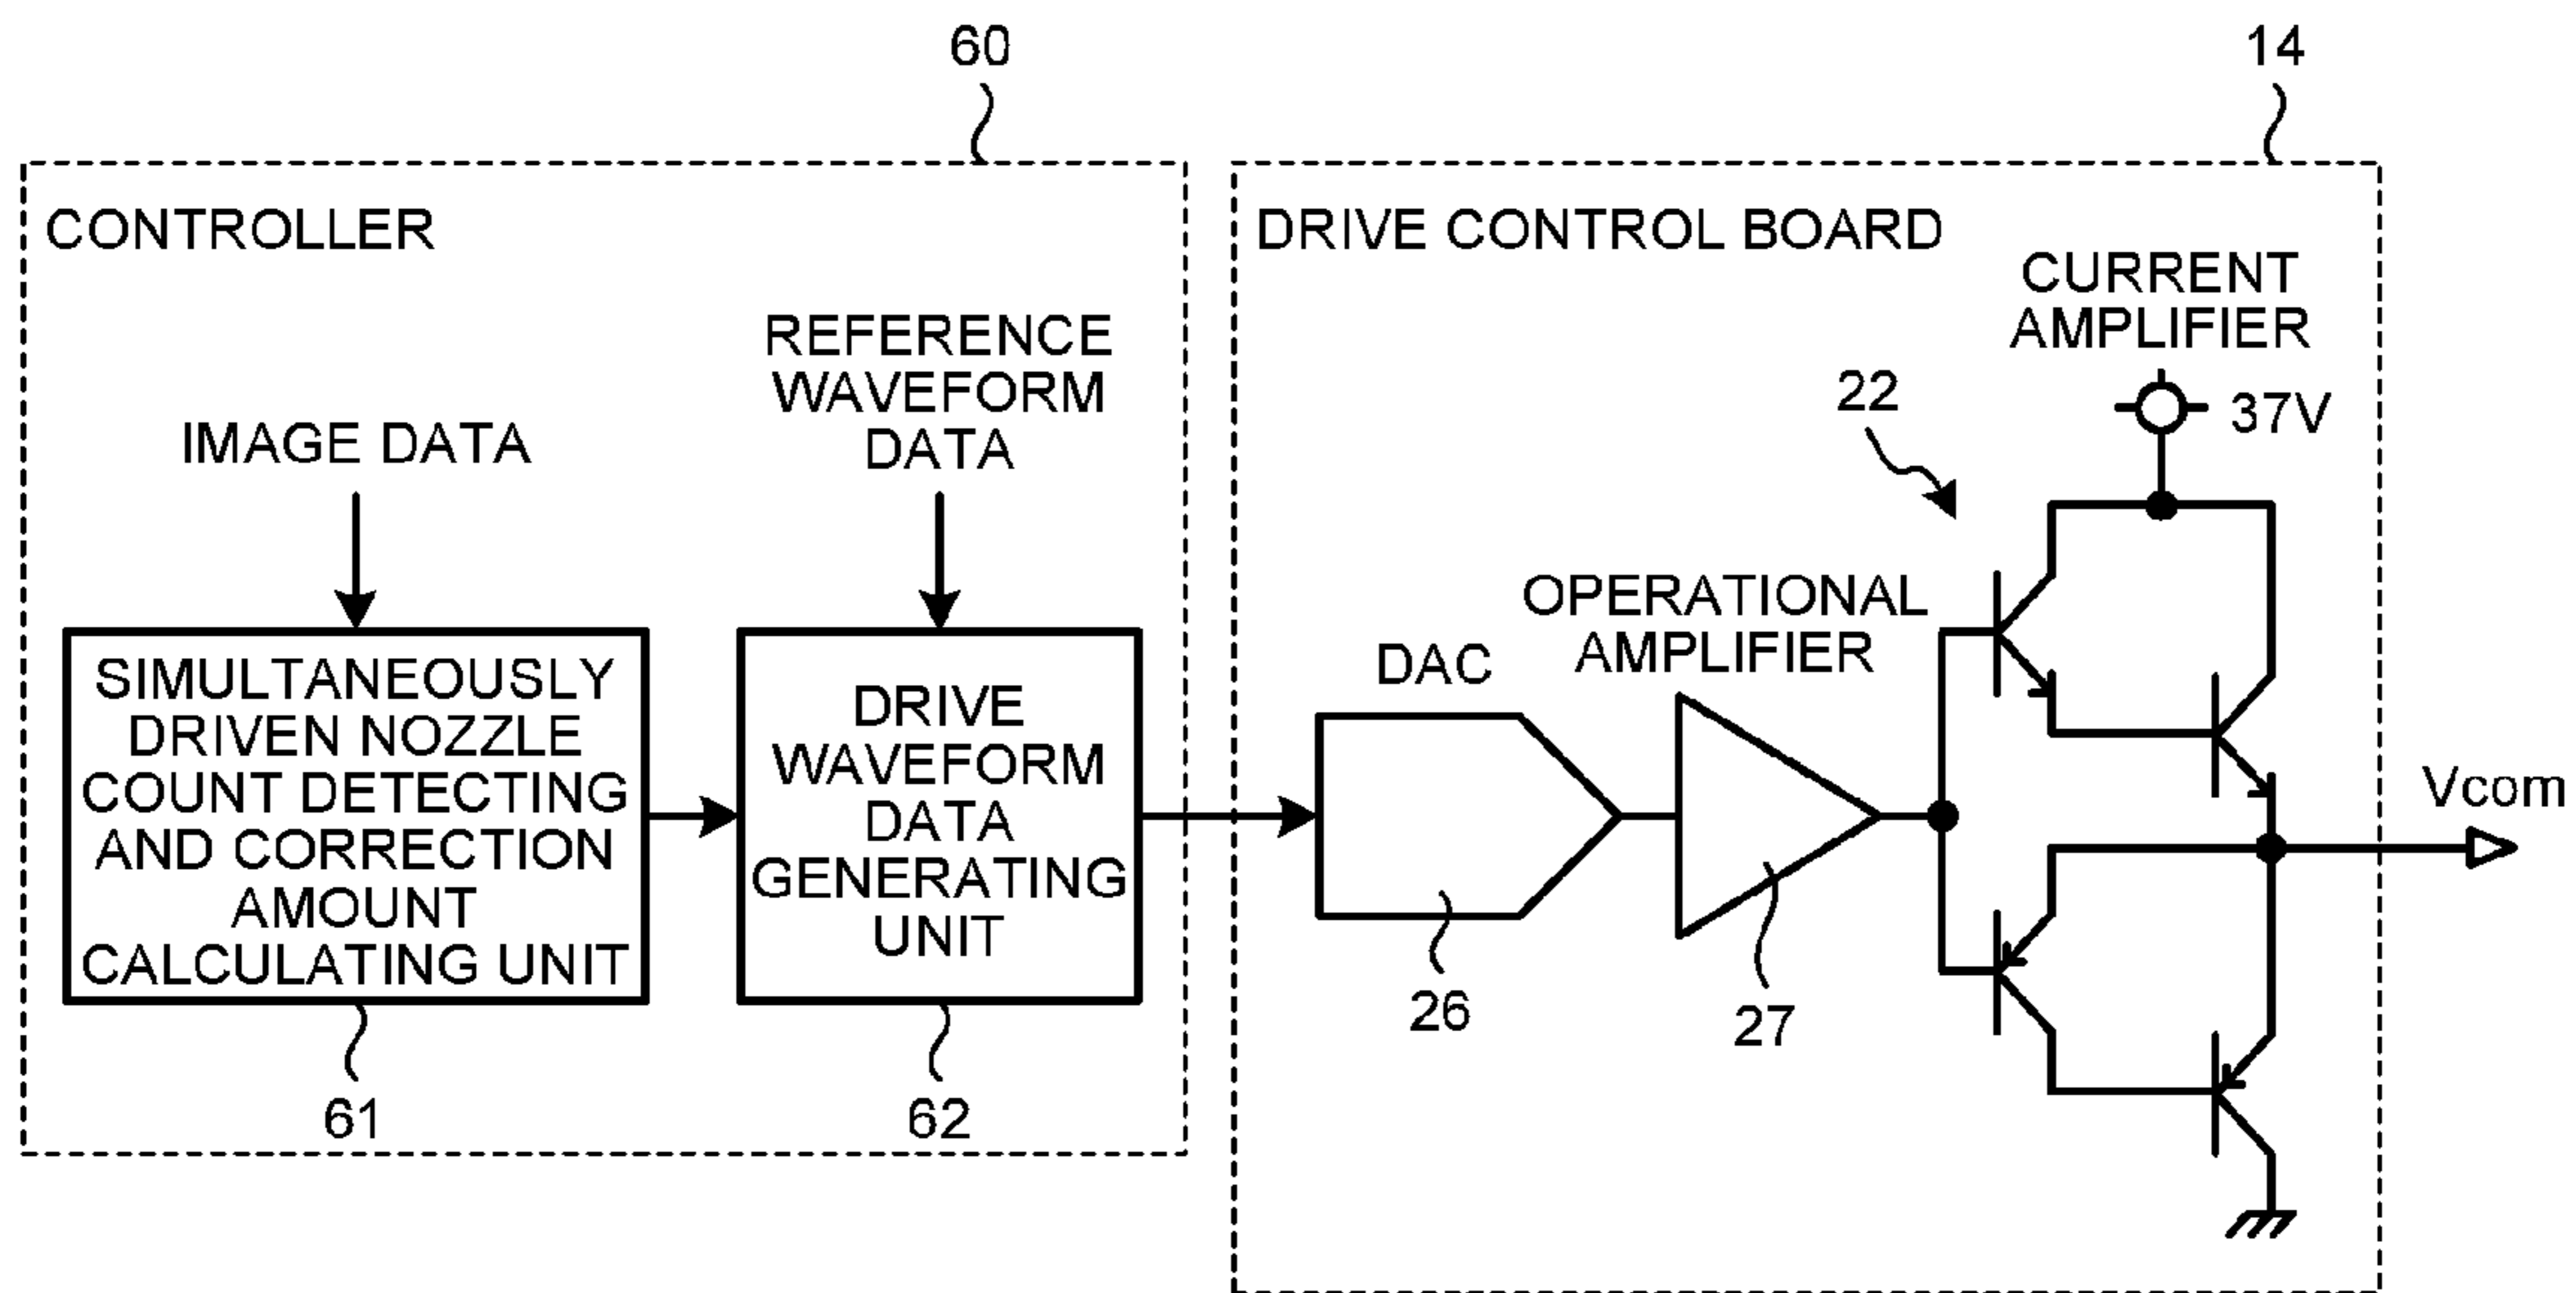 60
14
CONTROLLER
DRIVE CONTROL BOARD
CURRENT
AMPLIFIER
37V
22
REFERENCE
WAVEFORM
DATA
IMAGE DATA
OPERATIONAL
AMPLIFIER
DAC
SIMULTANEOUSLY
DRIVEN NOZZLE
COUNT DETECTING
AND CORRECTION
AMOUNT
CALCULATING UNIT
DRIVE
WAVEFORM
DATA
GENERATING
UNIT
Vcom
26
27
61
62